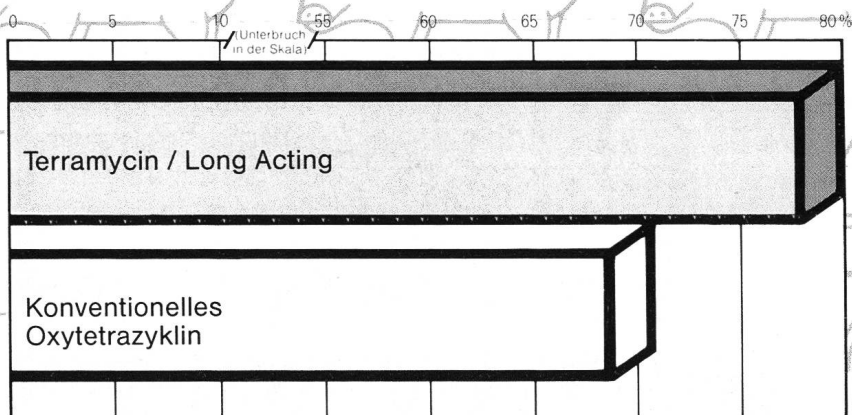 0 5 10 55 60 65 70 75 80 %
(Unterbruch
in der Skala)
Terramycin / Long Acting
Konventionelles
Oxytetrazyklin